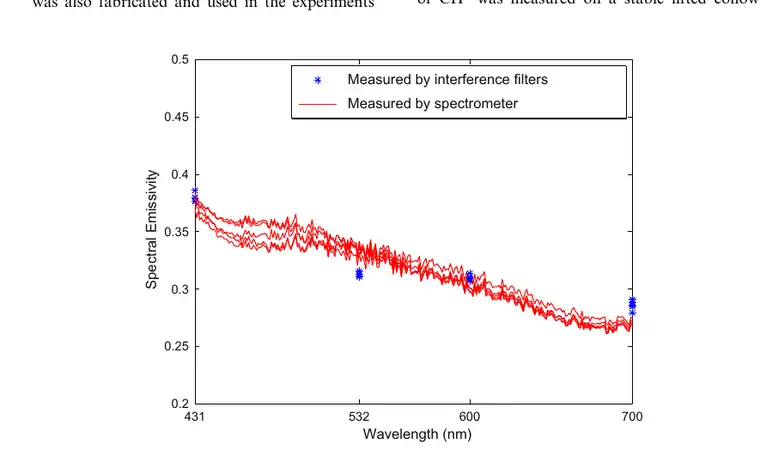 was also fabricated and used in the experiments
of CH* was measured on a stable lifted coflow
0.5
Measured by interference filters
Measured by spectrometer
0.45
0.4
0.35
0.3
0.25
0.2
Spectral Emissivity
431
532
600
700
Wavelength (nm)